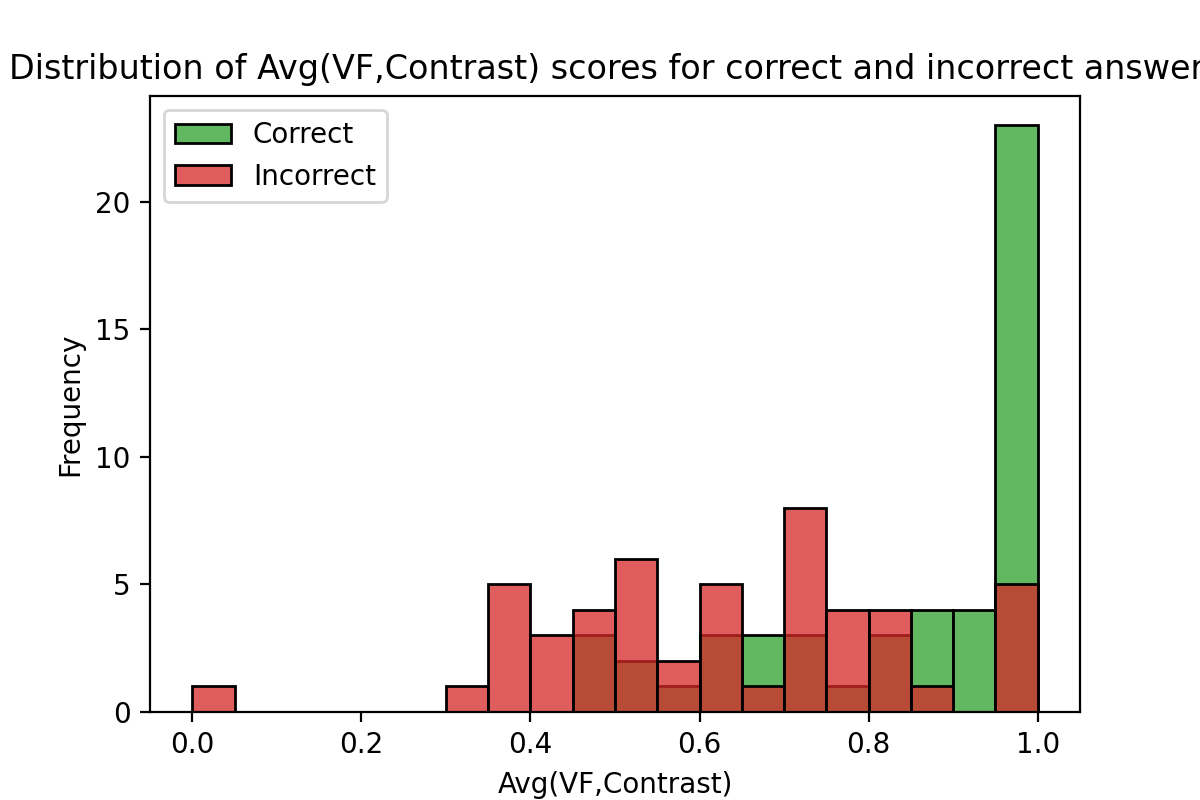 Distribution of Avg(VF,Contrast) scores for correct and incorrect answer
Correct
Incorrect
Frequency
20
15
10
5
0
0.0 0.2 0.4 0.6 0.8 1.0
Avg(VF,Contrast)